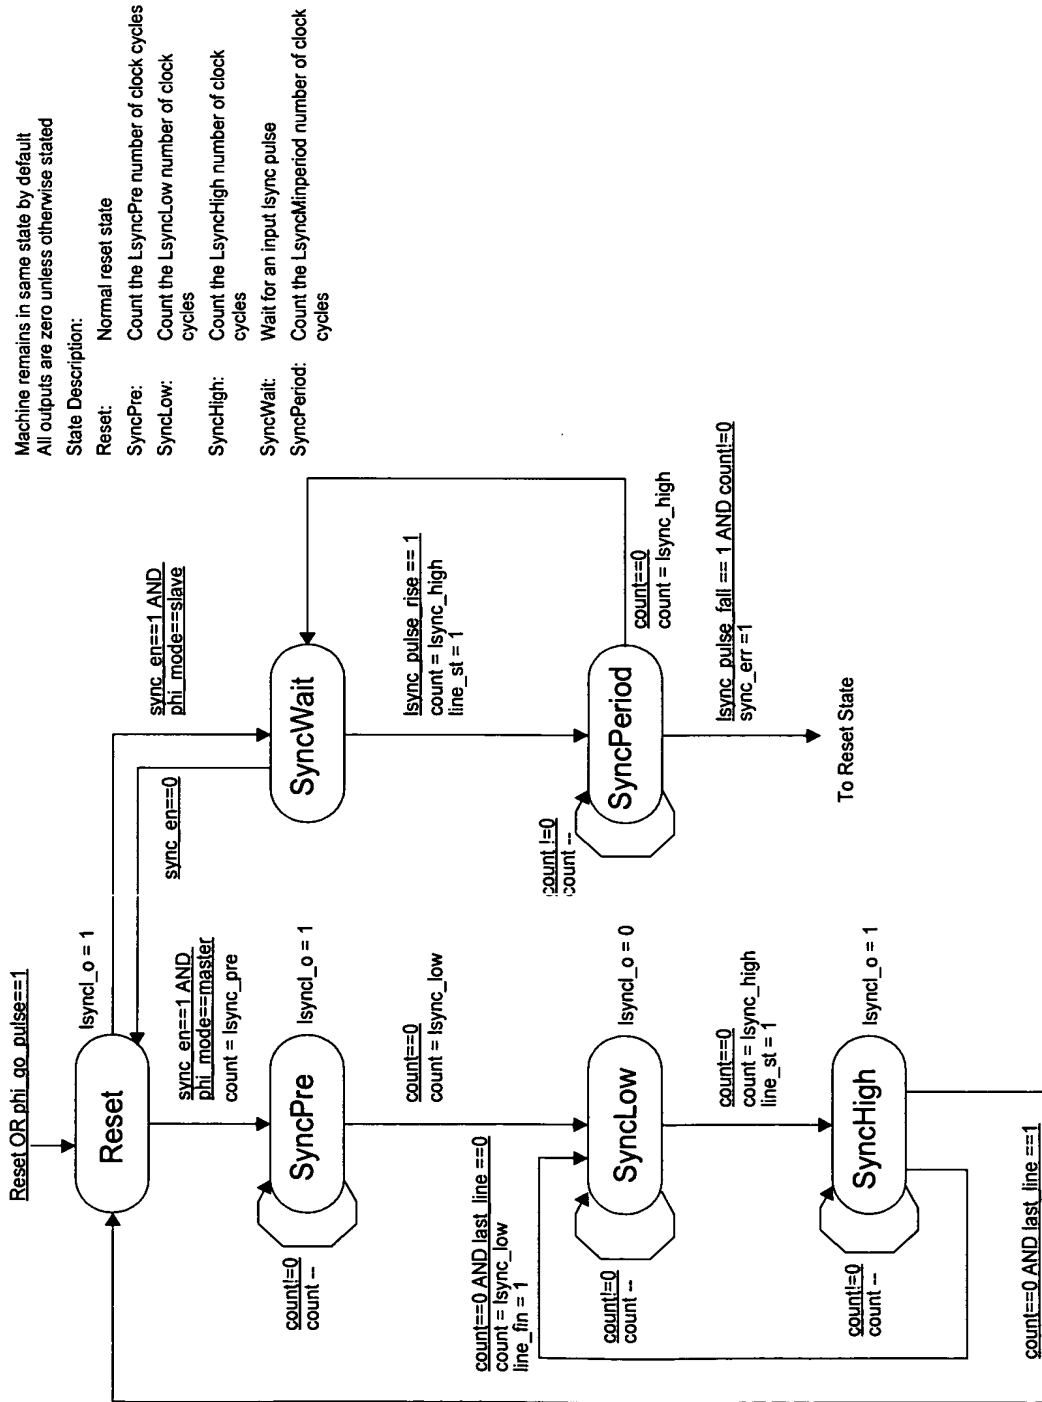 Machine remains in same state by default
All outputs are zero unless otherwise stated
State Description:
Reset: Normal reset state
SyncPre: Count the LsyncPre number of clock cycles
SyncLow: Count the LsyncLow number of clock
cycles
SyncHigh: Count the LsyncHigh number of clock
cycles
SyncWait: Wait for an input lsync pulse
SyncPeriod: Count the LsyncMinperiod number of clock
cycles
Reset OR phi_go_pulse==1
Reset
lsyncl_o = 1
sync_en==1 AND
phi_mode==slave
sync_en==0
sync_en==1 AND
phi_mode==master
count = lsync_pre
SyncWait
SyncPre
lsyncl_o = 1
count!=0
count --
lsync_pulse_rise == 1
count = lsync_high
line_st = 1
count==0
count = lsync_low
count !=0
count --
SyncPeriod
count==0
count = lsync_high
lsync_pulse_fall == 1 AND count!=0
sync_err =1
To Reset State
count==0 AND last_line ==0
count = lsync_low
line_fin = 1
SyncLow
lsyncl_o = 0
count!=0
count --
count==0
count = lsync_high
line_st = 1
SyncHigh
lsyncl_o = 1
count!=0
count --
count==0 AND last_line ==1